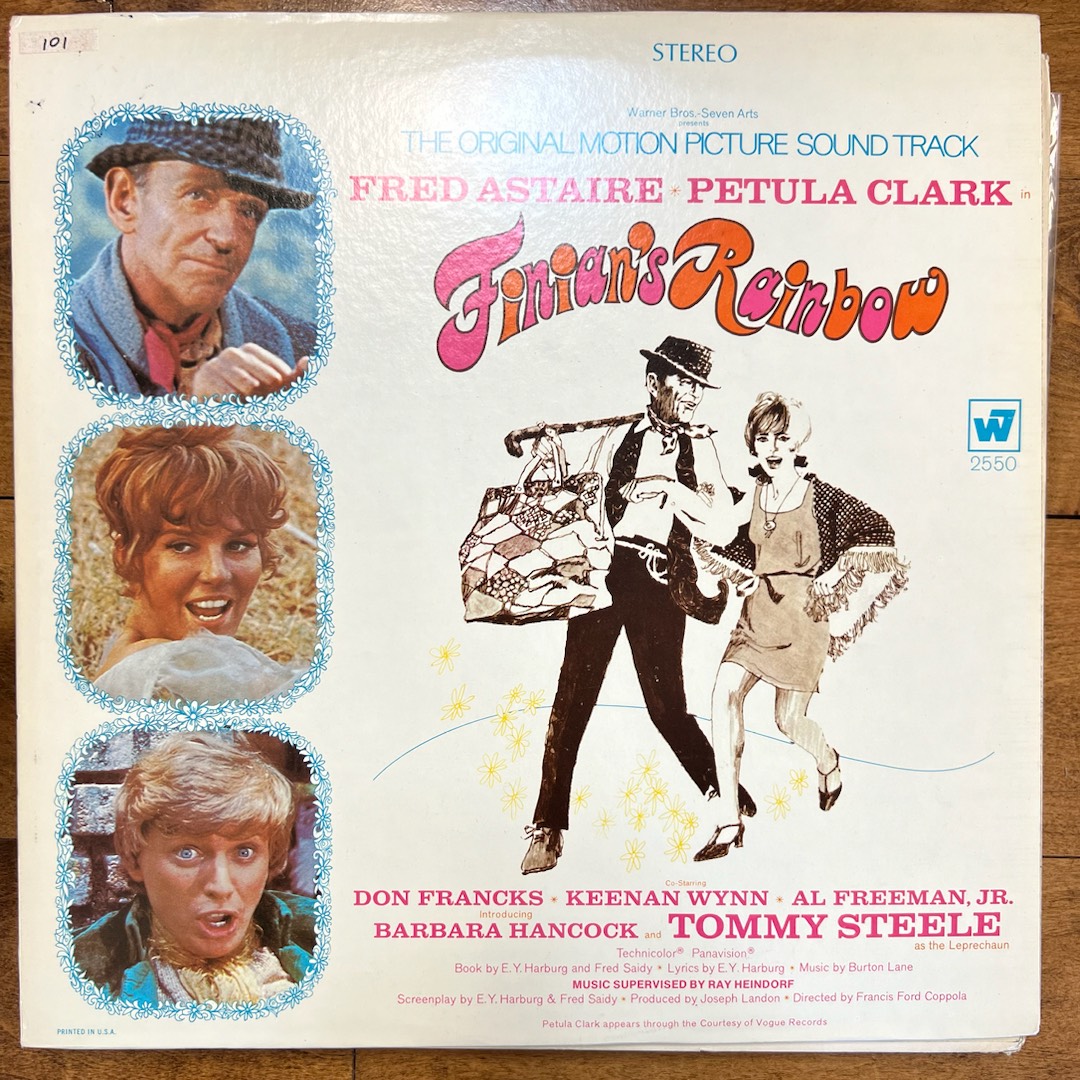 101
STEREO
Warner Bros.-Seven Arts
presents
THE ORIGINAL MOTION PICTURE SOUND TRACK
FRED ASTAIRE * PETULA CLARK in
Finian's Rainbow
W7
2550
Co-Starring
DON FRANCKS * KEENAN WYNN * AL FREEMAN, JR.
Introducing
BARBARA HANCOCK and TOMMY STEELE
as the Leprechaun
Technicolor® Panavision®
Book by E.Y. Harburg and Fred Saidy * Lyrics by E.Y. Harburg * Music by Burton Lane
MUSIC SUPERVISED BY RAY HEINDORF
Screenplay by E.Y. Harburg & Fred Saidy * Produced by Joseph Landon * Directed by Francis Ford Coppola
Petula Clark appears through the Courtesy of Vogue Records
PRINTED IN U.S.A.